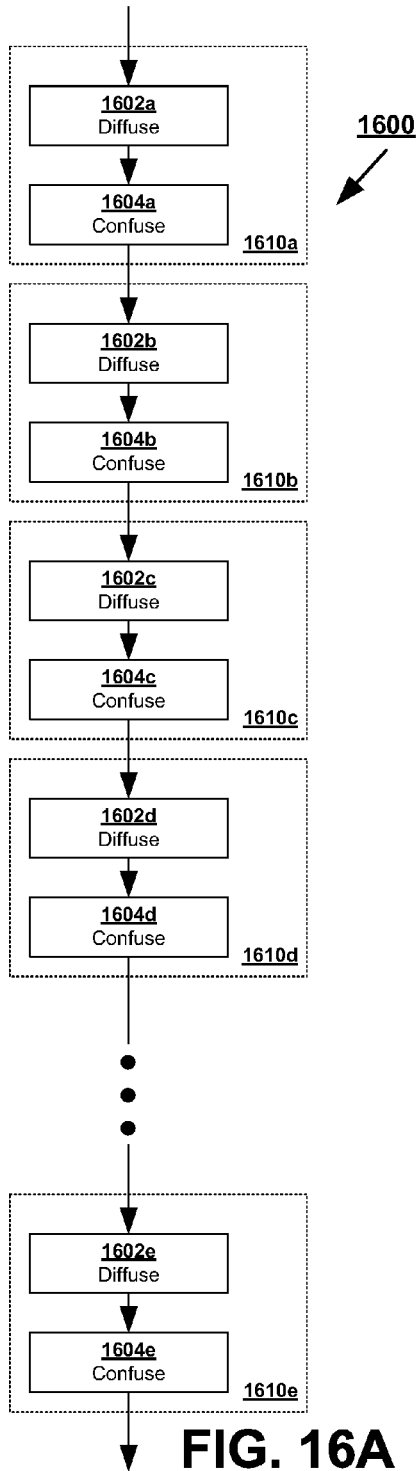 1602a
Diffuse
1600
1604a
Confuse
1610a
1602b
Diffuse
1604b
Confuse
1610b
1602c
Diffuse
1604c
Confuse
1610c
1602d
Diffuse
1604d
Confuse
1610d
1602e
Diffuse
1604e
Confuse
1610e
FIG. 16A